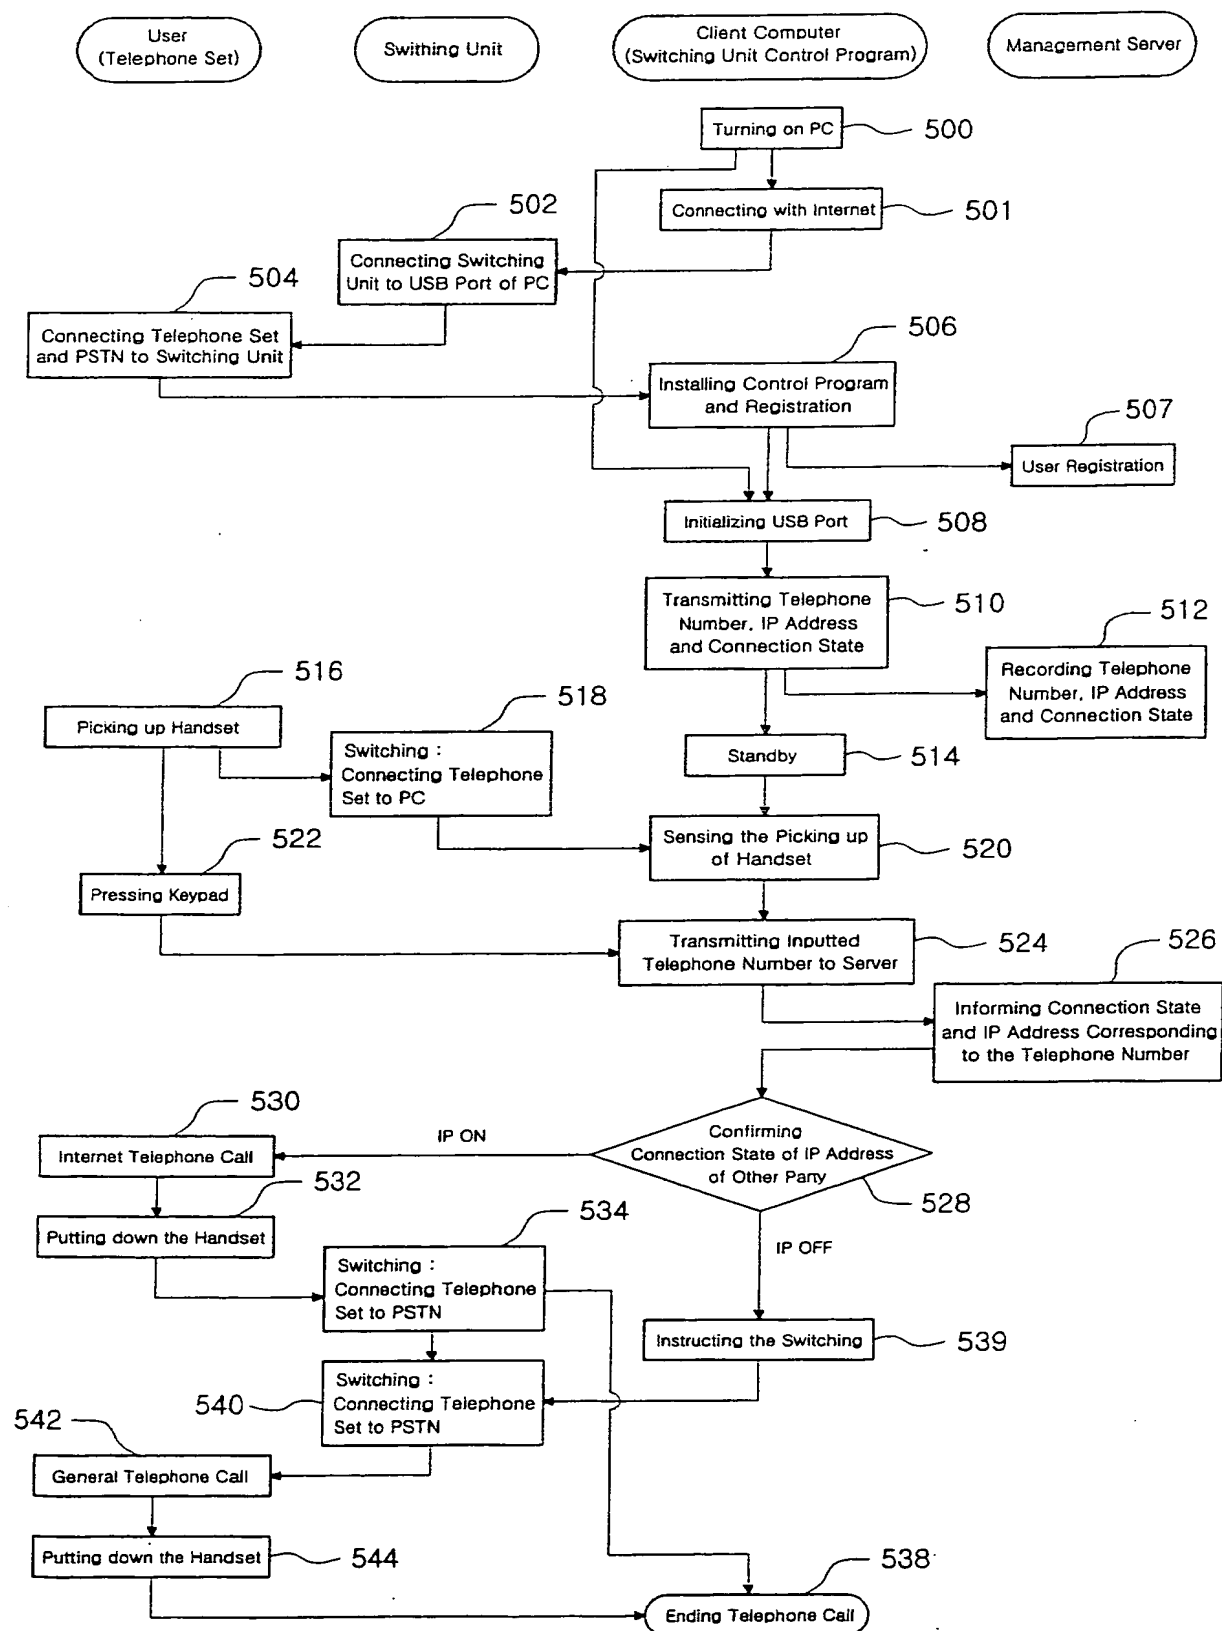 User
(Telephone Set)
Swithing Unit
Client Computer
(Switching Unit Control Program)
Management Server
Turning on PC
500
Connecting with Internet
501
502
Connecting Switching
Unit to USB Port of PC
504
Connecting Telephone Set
and PSTN to Switching Unit
506
Installing Control Program
and Registration
507
User Registration
Initializing USB Port
508
Transmitting Telephone
Number, IP Address
and Connection State
510
512
Recording Telephone
Number, IP Address
and Connection State
516
Picking up Handset
518
Switching :
Connecting Telephone
Set to PC
Standby
514
Sensing the Picking up
of Handset
520
522
Pressing Keypad
Transmitting Inputted
Telephone Number to Server
524
526
Informing Connection State
and IP Address Corresponding
to the Telephone Number
Confirming
Connection State of IP Address
of Other Party
528
IP ON
530
Internet Telephone Call
532
Putting down the Handset
IP OFF
534
Switching :
Connecting Telephone
Set to PSTN
Instructing the Switching
539
540
Switching :
Connecting Telephone
Set to PSTN
542
General Telephone Call
Putting down the Handset
544
538
Ending Telephone Call